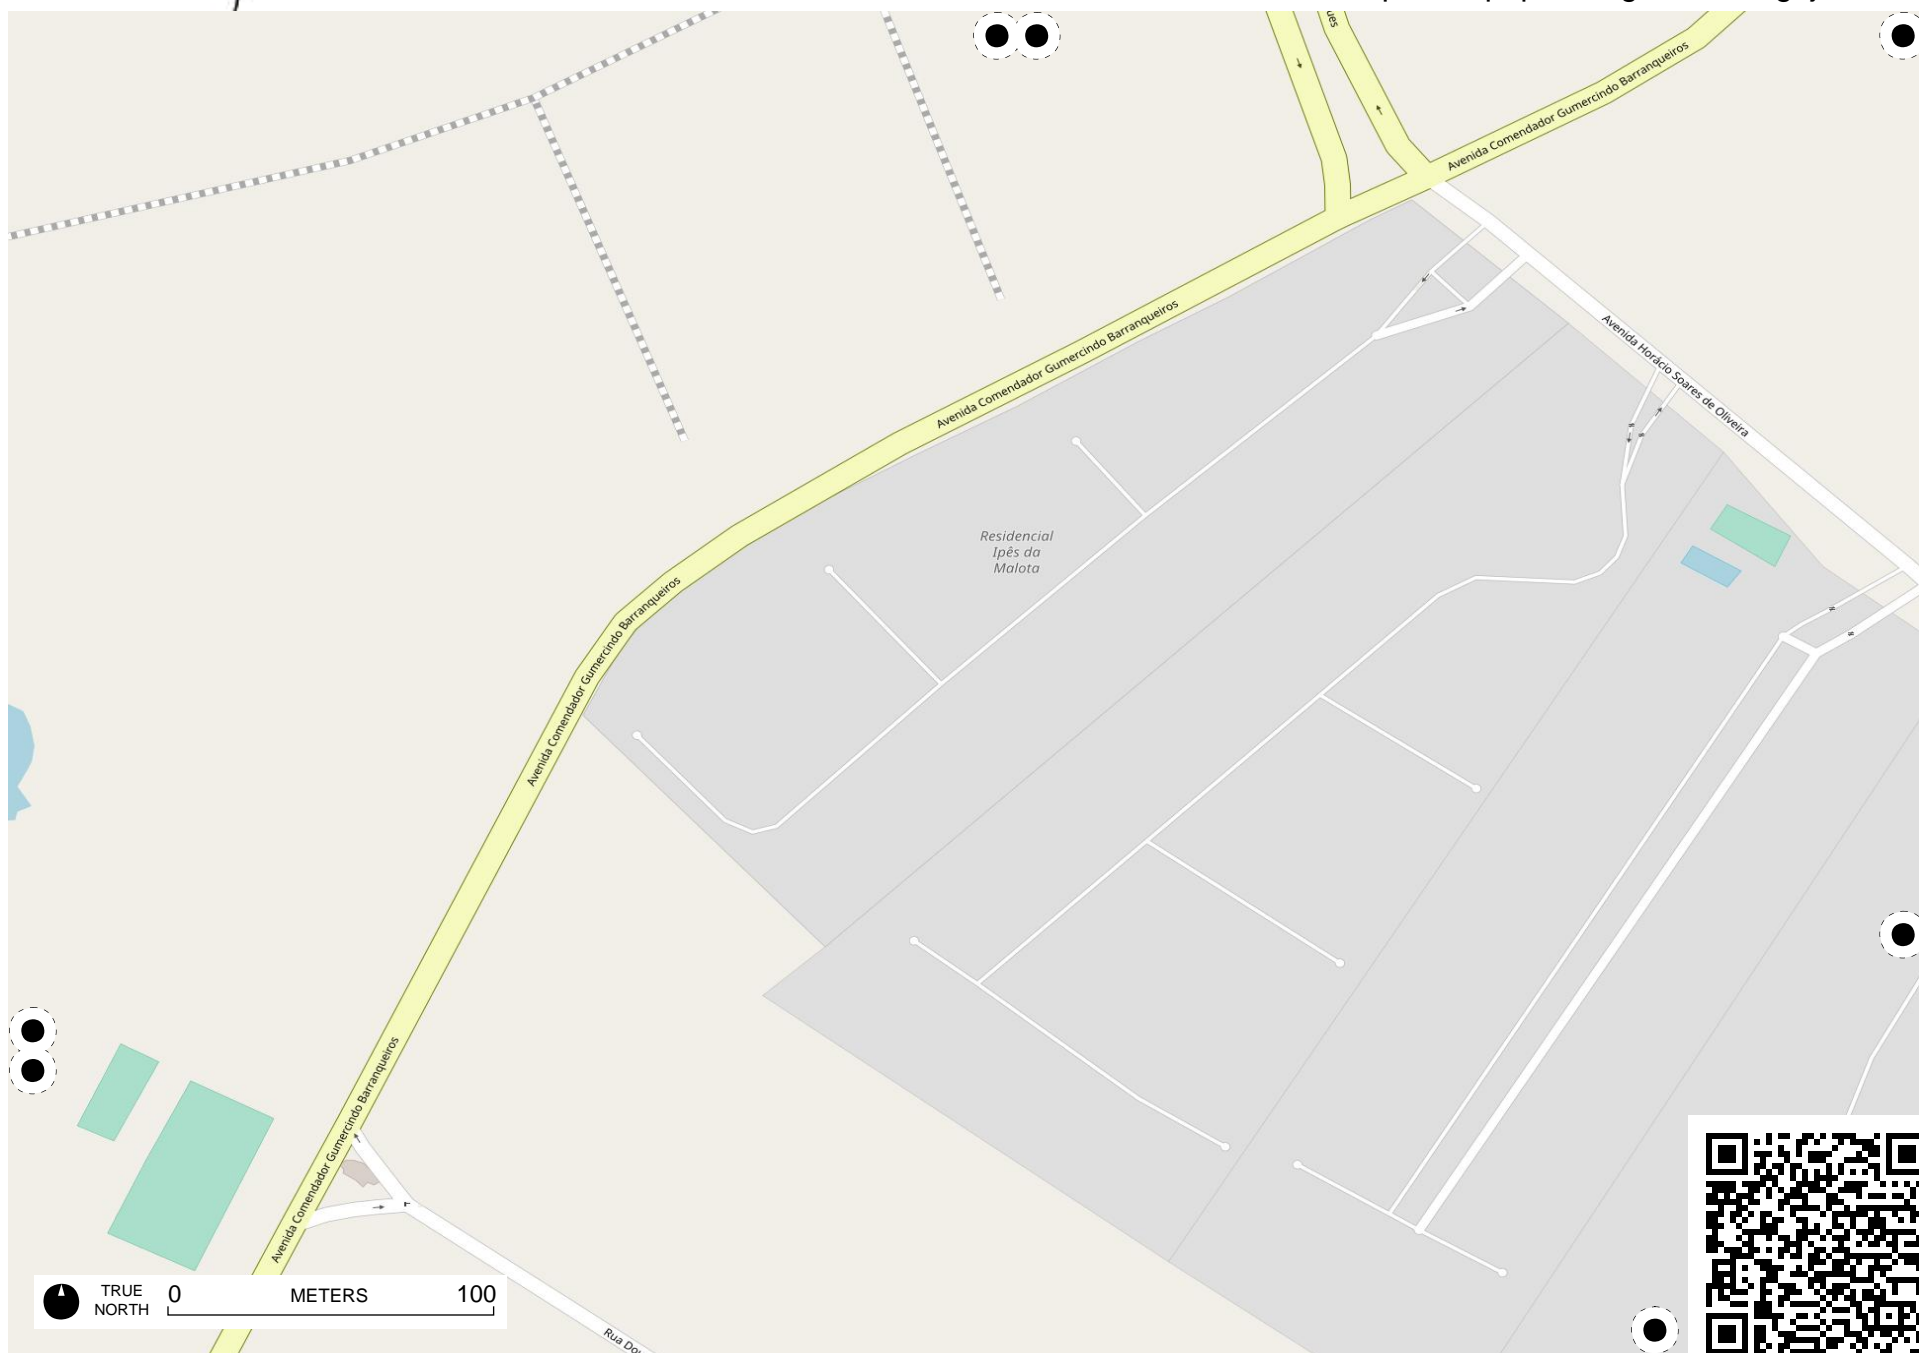 Avenida Comendador Gumercindo Barranqueiros
Avenida Comendador Gumercindo Barranqueiros
Avenida Horácio Soares de Oliveira
Residencial
Ipês da
Malota
Avenida Comendador Gumercindo Barranqueiros
Avenida Comendador Gumercindo Barranqueiros
TRUE
NORTH
0 METERS 100
Rua